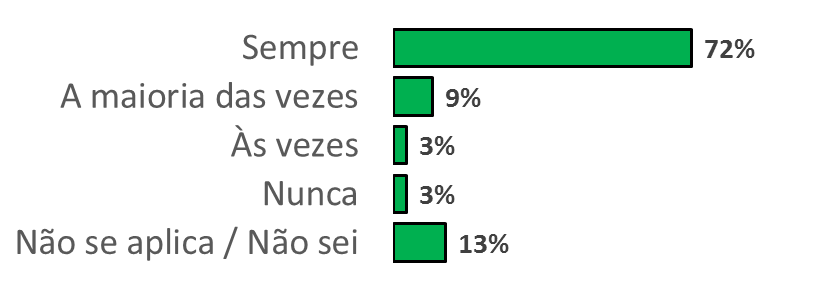 Sempre 72%
A maioria das vezes 9%
Às vezes 3%
Nunca 3%
Não se aplica / Não sei 13%